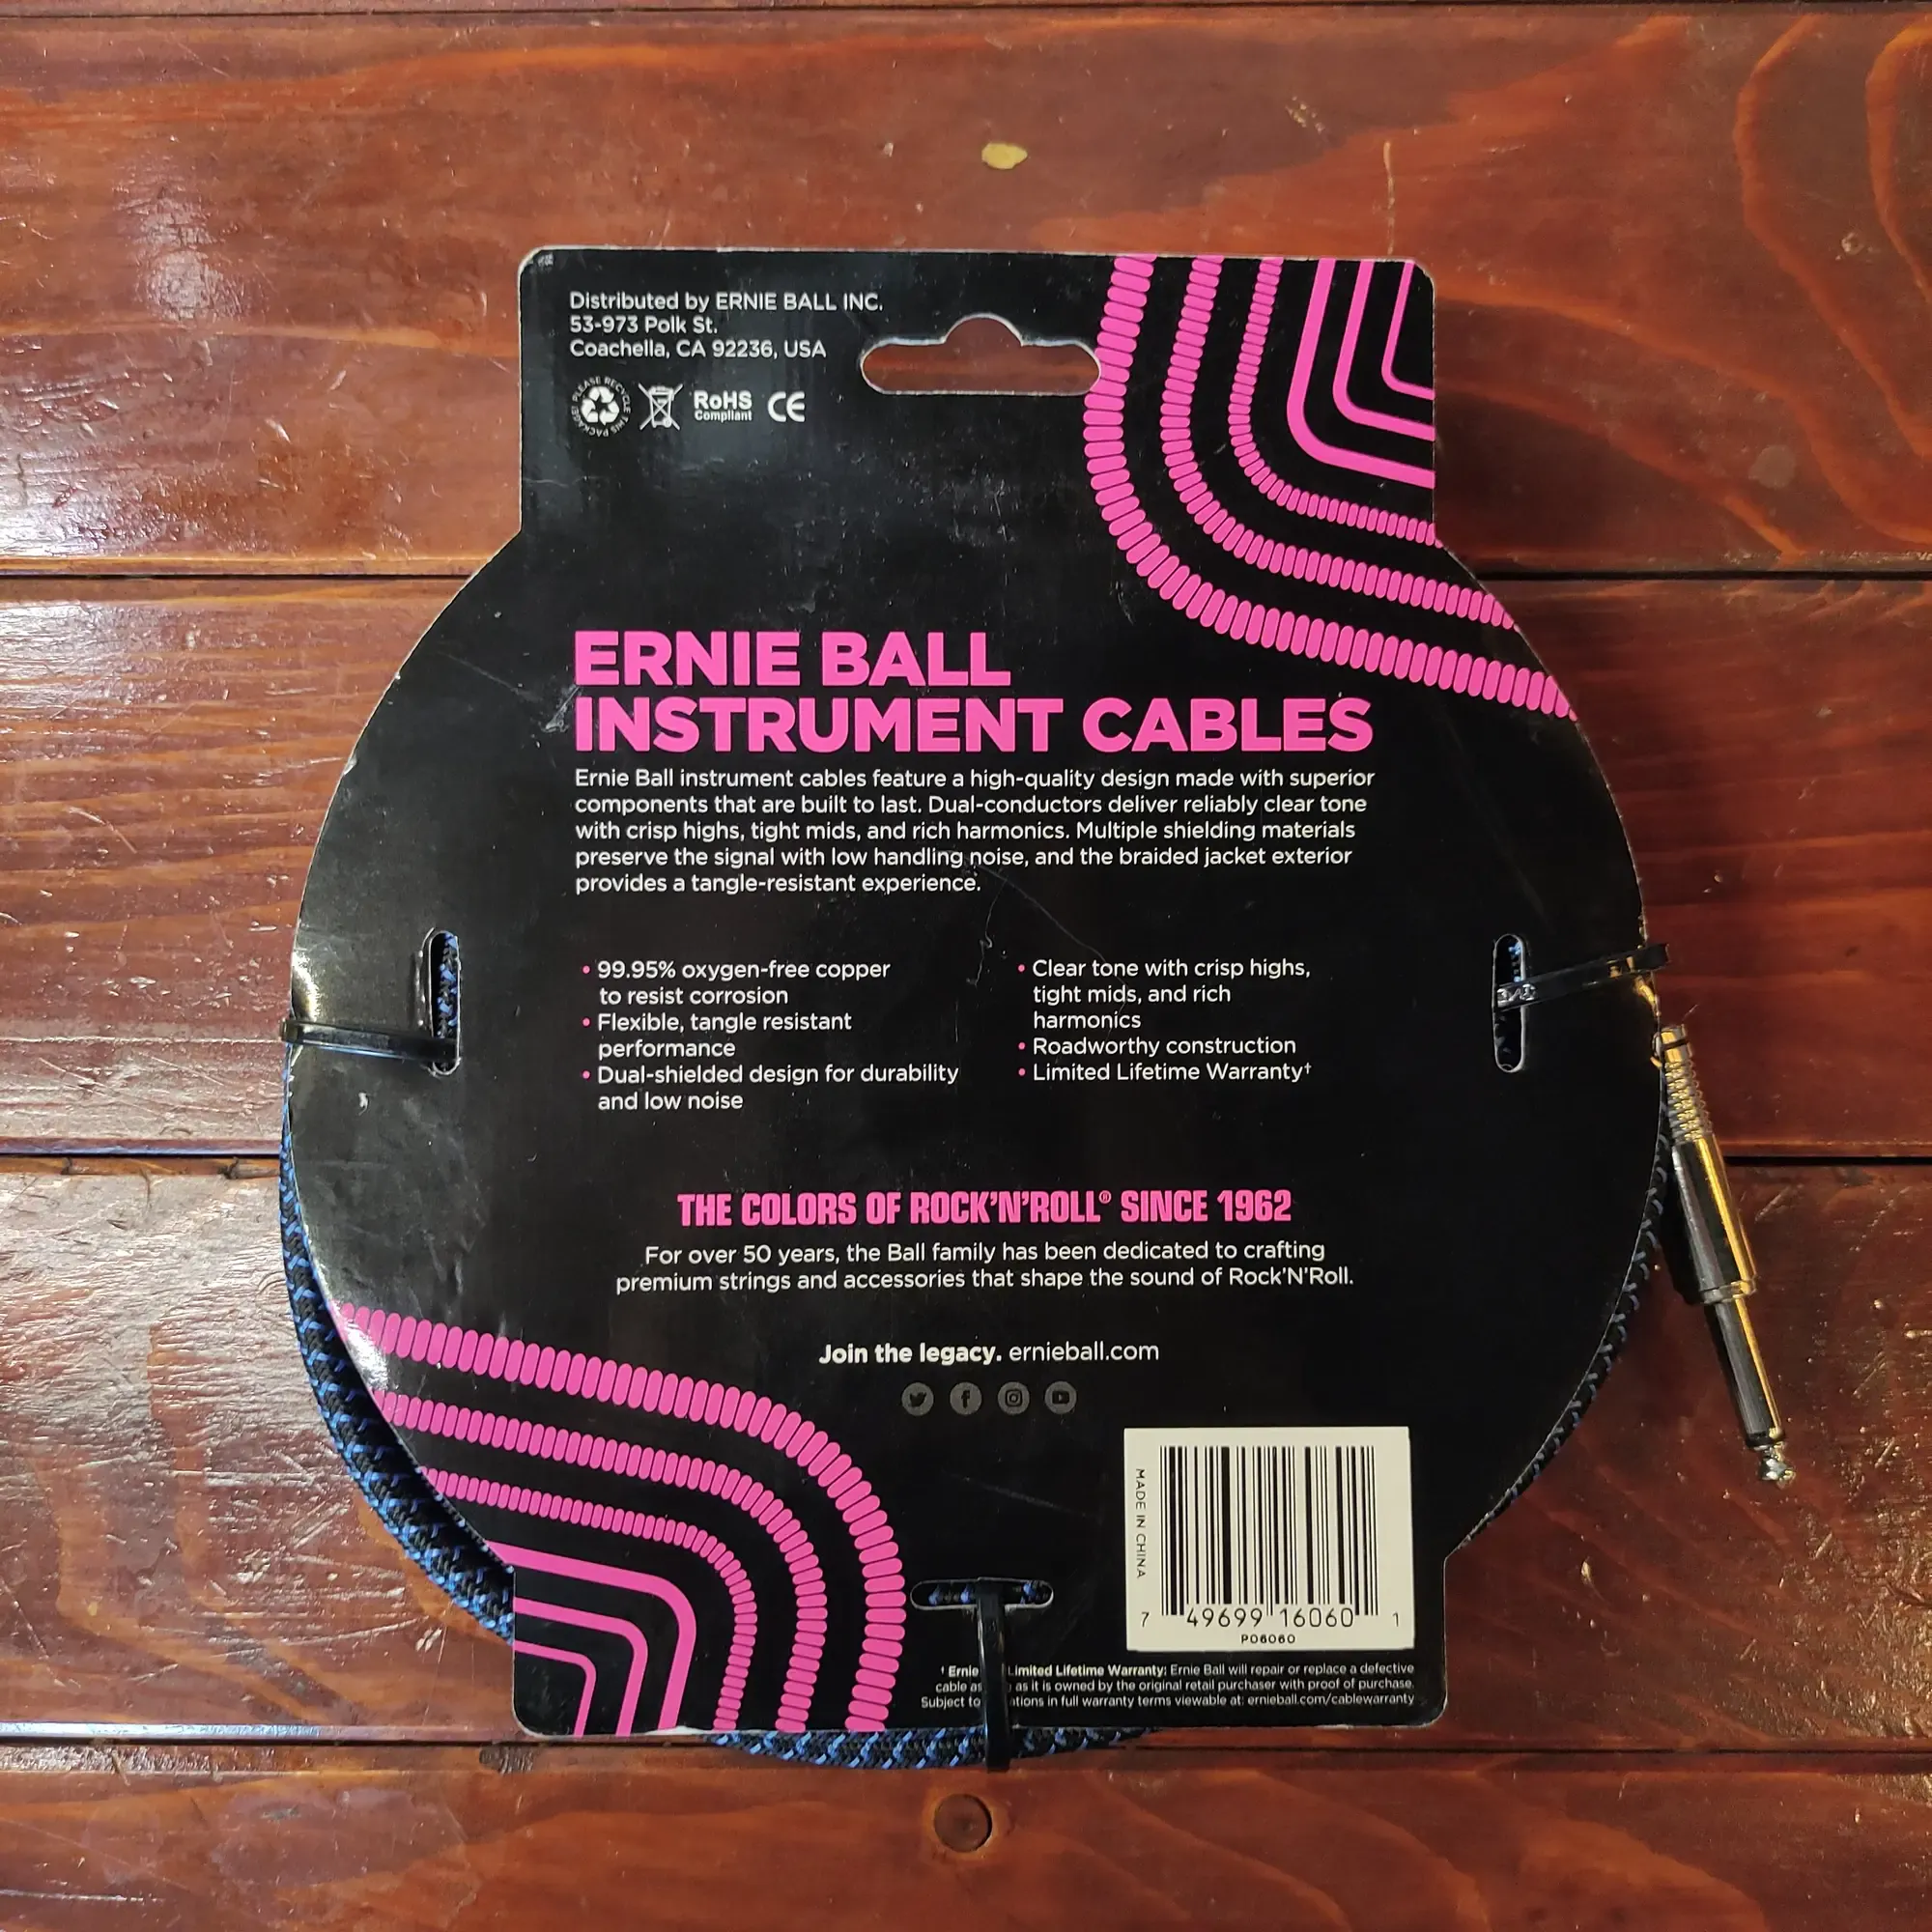 Distributed by ERNIE BALL INC.
53-973 Polk St.
Coachella, CA 92236, USA
PLEASE RECYCLE THIS PACKAGE!
RoHS
Compliant
CE
ERNIE BALL
INSTRUMENT CABLES
Ernie Ball instrument cables feature a high-quality design made with superior
components that are built to last. Dual-conductors deliver reliably clear tone
with crisp highs, tight mids, and rich harmonics. Multiple shielding materials
preserve the signal with low handling noise, and the braided jacket exterior
provides a tangle-resistant experience.
• 99.95% oxygen-free copper
to resist corrosion
• Flexible, tangle resistant
performance
• Dual-shielded design for durability
and low noise
• Clear tone with crisp highs,
tight mids, and rich
harmonics
• Roadworthy construction
• Limited Lifetime Warranty†
THE COLORS OF ROCK'N'ROLL® SINCE 1962
For over 50 years, the Ball family has been dedicated to crafting
premium strings and accessories that shape the sound of Rock'N'Roll.
Join the legacy. ernieball.com
MADE IN CHINA
7 49699 16060 1
P06060
† Ernie Limited Lifetime Warranty: Ernie Ball will repair or replace a defective
cable as as it is owned by the original retail purchaser with proof of purchase.
Subject to in full warranty terms viewable at: ernieball.com/cablewarranty